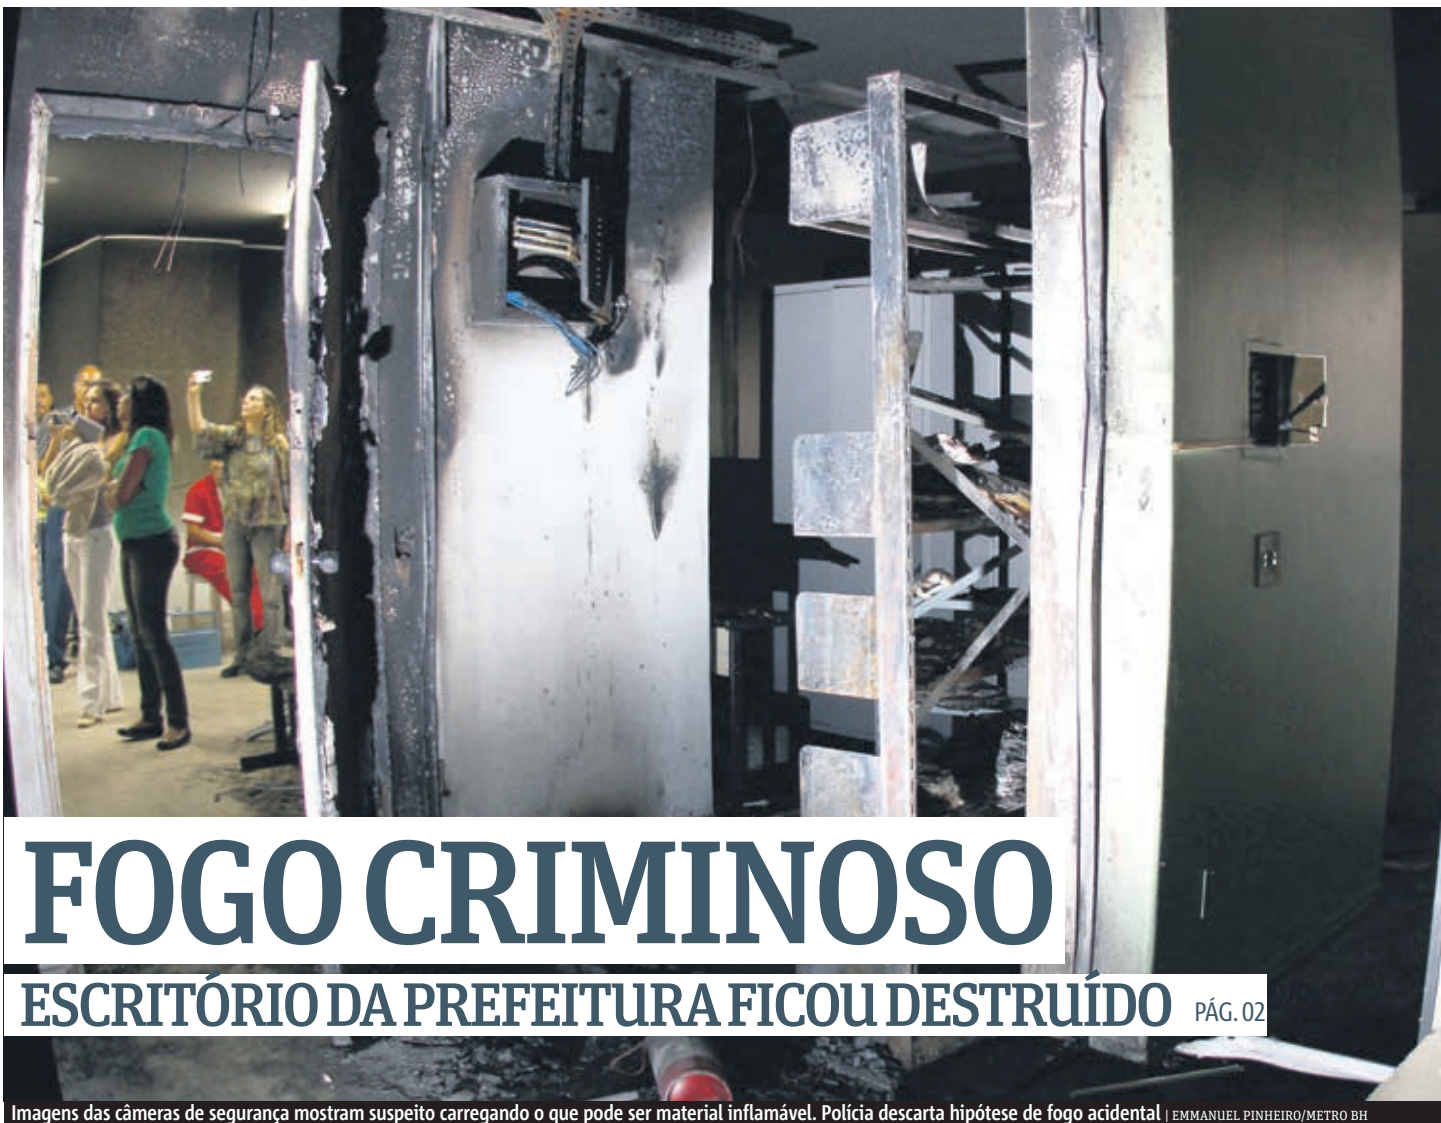 FOGO CRIMINOSO
ESCRITÓRIO DA PREFEITURA FICOU DESTRUÍDO PÁG. 02
Imagens das câmeras de segurança mostram suspeito carregando o que pode ser material inflamável. Polícia descarta hipótese de fogo acidental | EMMANUEL PINHEIRO/METRO BH